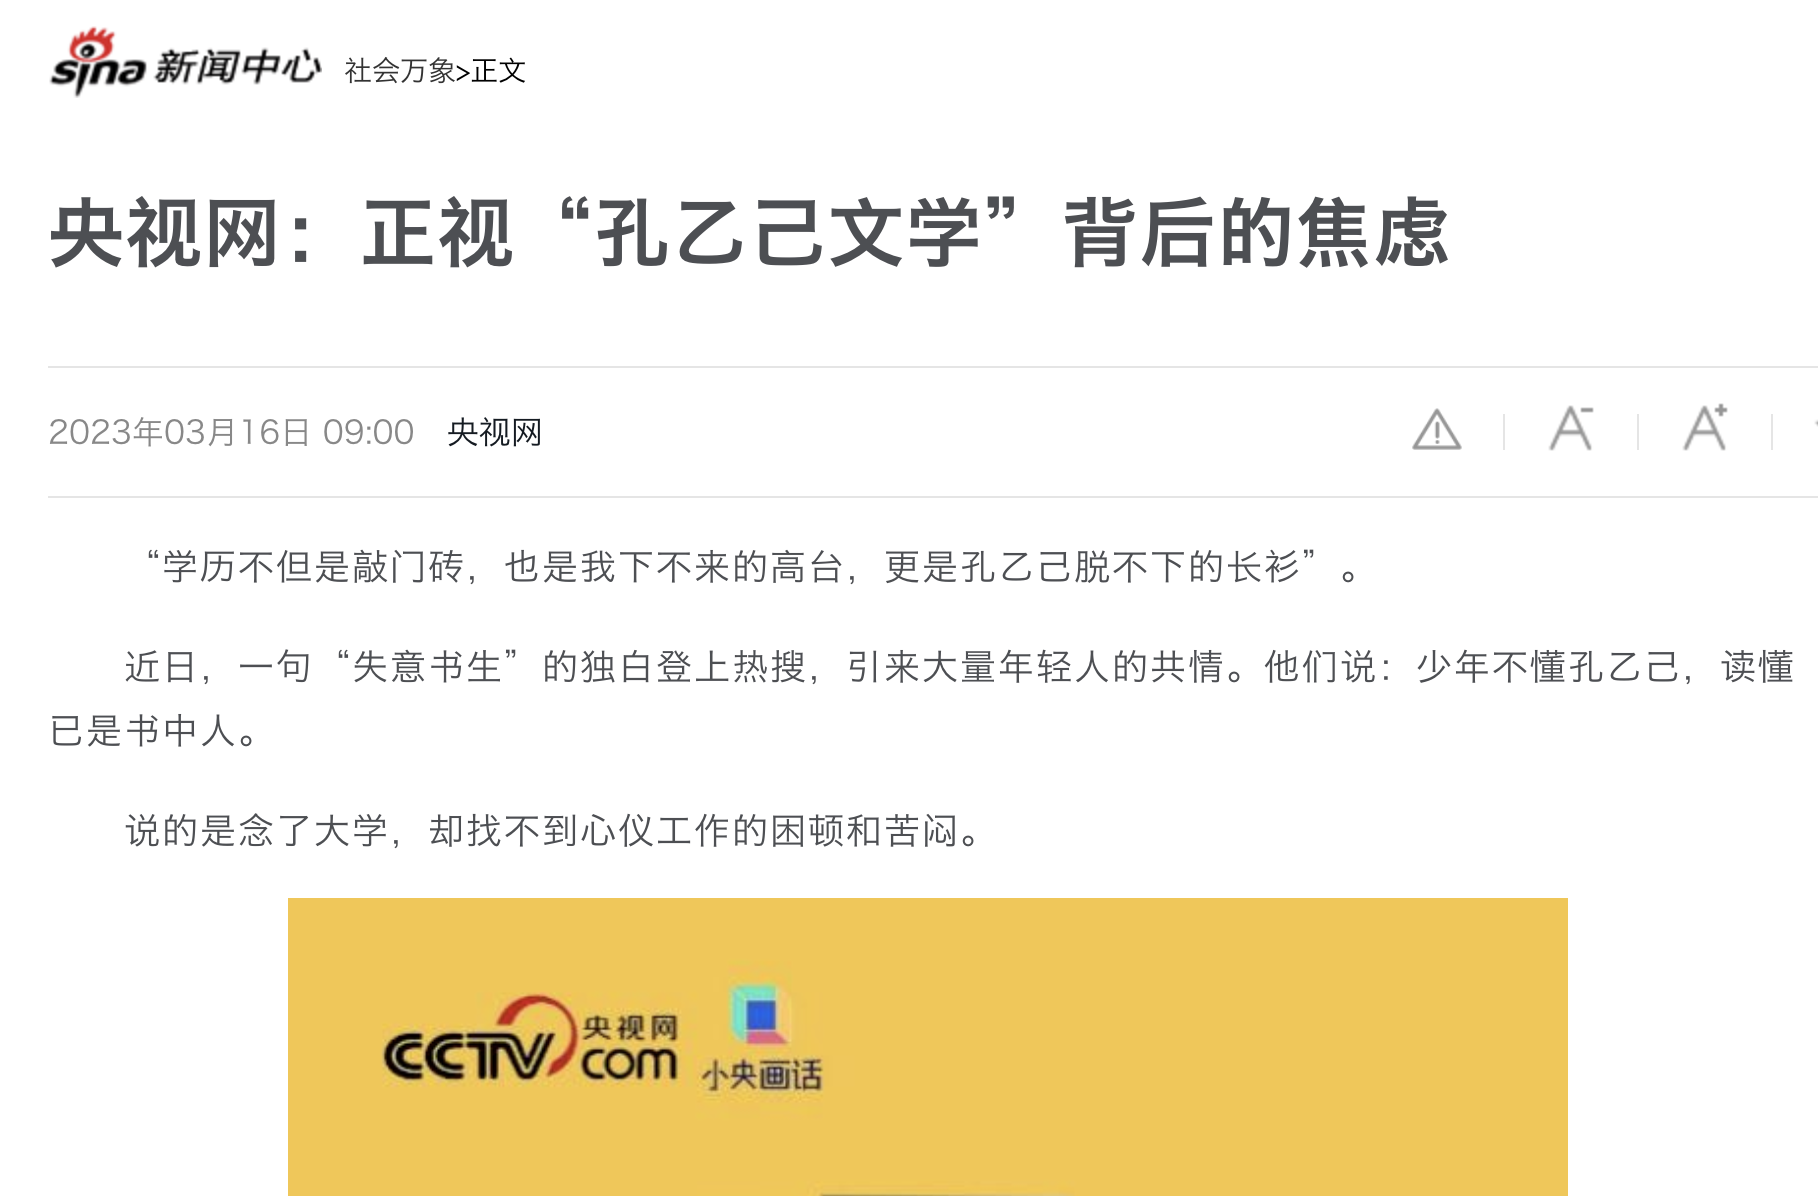 sina 新闻中心 社会万象>正文
央视网：正视“孔乙己文学”背后的焦虑
2023年03月16日 09:00 央视网
A- A+
“学历不但是敲门砖，也是我下不来的高台，更是孔乙己脱不下的长衫”。
近日，一句“失意书生”的独白登上热搜，引来大量年轻人的共情。他们说：少年不懂孔乙己，读懂
已是书中人。
说的是念了大学，却找不到心仪工作的困顿和苦闷。
CCTV 央视网
com
小央画话